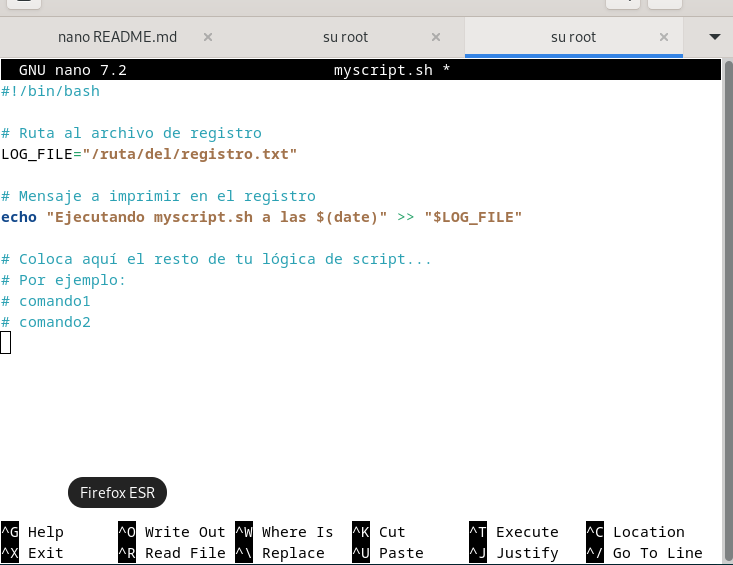 nano README.md × su root × su root ×
GNU nano 7.2 myscript.sh *
#!/bin/bash
# Ruta al archivo de registro
LOG_FILE="/ruta/del/registro.txt"
# Mensaje a imprimir en el registro
echo "Ejecutando myscript.sh a las $(date)" >> "$LOG_FILE"
# Coloca aquí el resto de tu lógica de script...
# Por ejemplo:
# comando1
# comando2
Firefox ESR
^G Help ^O Write Out ^W Where Is ^K Cut ^T Execute ^C Location
^X Exit ^R Read File ^\ Replace ^U Paste ^J Justify ^/ Go To Line